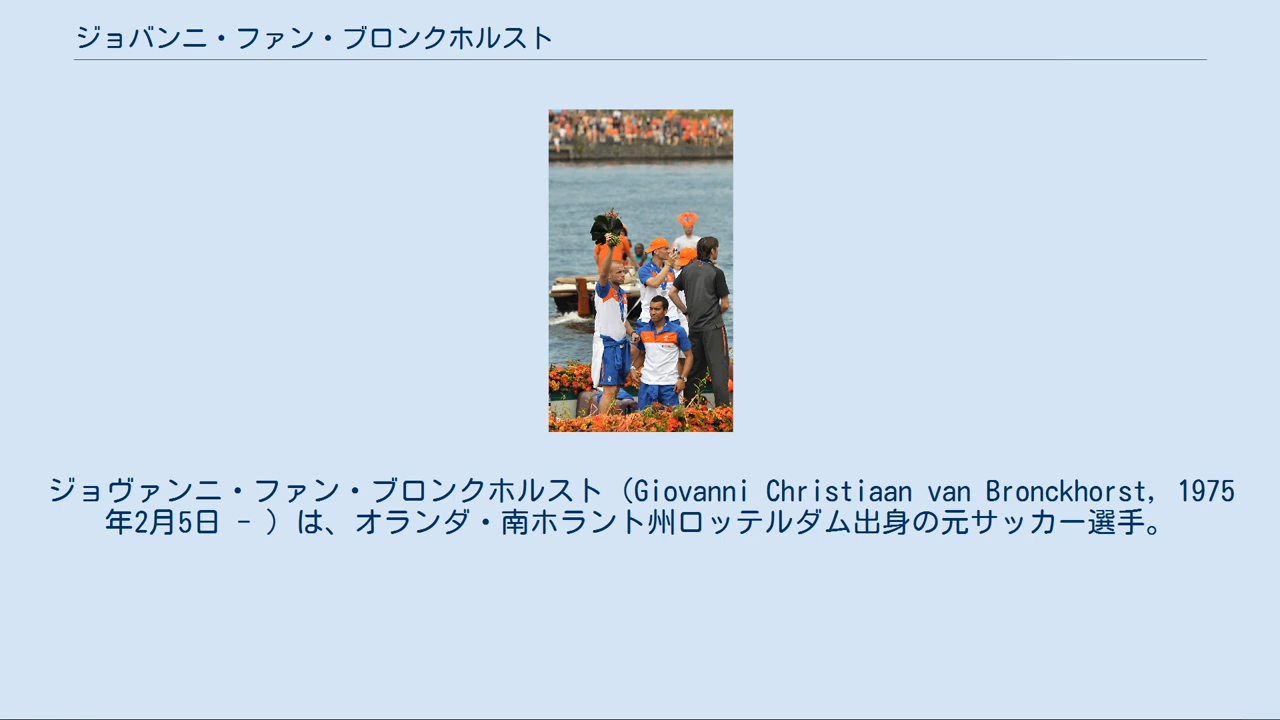 ジョバンニ・ファン・ブロンクホルスト
ジョヴァンニ・ファン・ブロンクホルスト（Giovanni Christiaan van Bronckhorst, 1975
年2月5日 - ）は、オランダ・南ホラント州ロッテルダム出身の元サッカー選手。